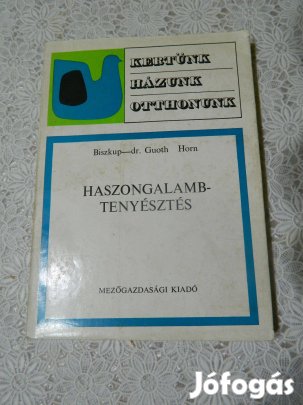 KERTÜNK
HÁZUNK
OTTHONUNK
Biszkup—dr. Guoth Horn
HASZONGALAMB-
TENYÉSZTÉS
MEZŐGAZDASÁGI KIADÓ
Jófogás